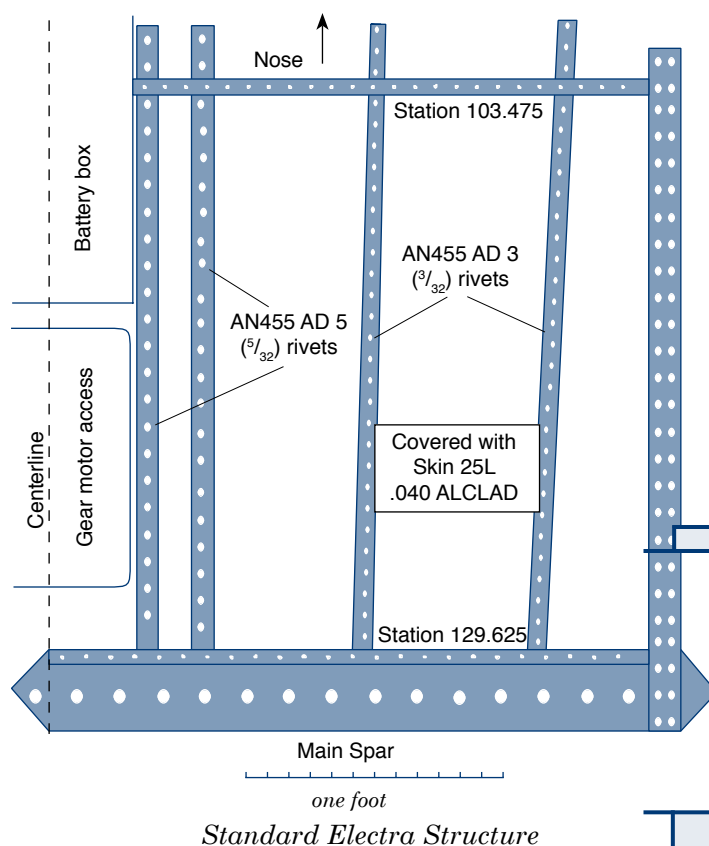 Nose
Station 103.475
Battery box
AN455 AD 3
(3/32) rivets
AN455 AD 5
(5/32) rivets
Centerline
Gear motor access
Covered with
Skin 25L
.040 ALCLAD
Station 129.625
Main Spar
one foot
Standard Electra Structure